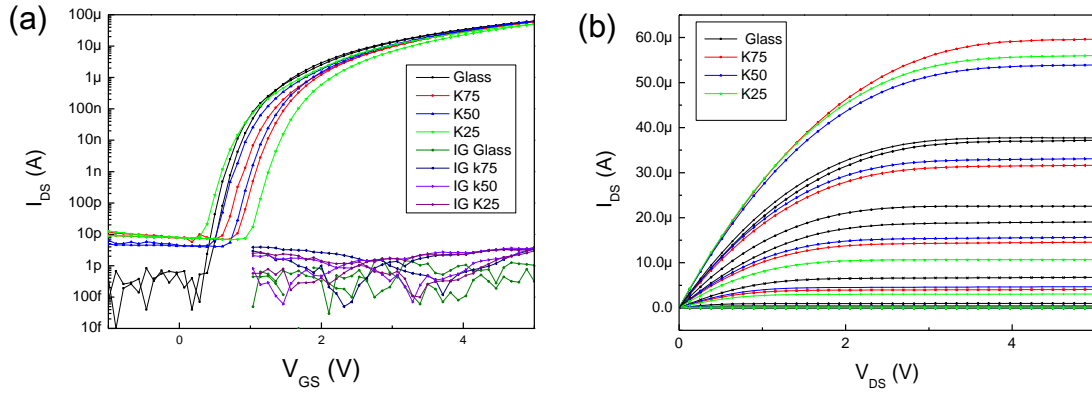 (a)
100µ
10µ
1µ
100n
10n
1n
100p
10p
1p
100f
10f
I_DS (A)
0 2 4
V_GS (V)
Glass
K75
K50
K25
IG Glass
IG k75
IG k50
IG K25
(b)
60.0µ
50.0µ
40.0µ
30.0µ
20.0µ
10.0µ
0.0
I_DS (A)
0 2 4
V_DS (V)
Glass
K75
K50
K25